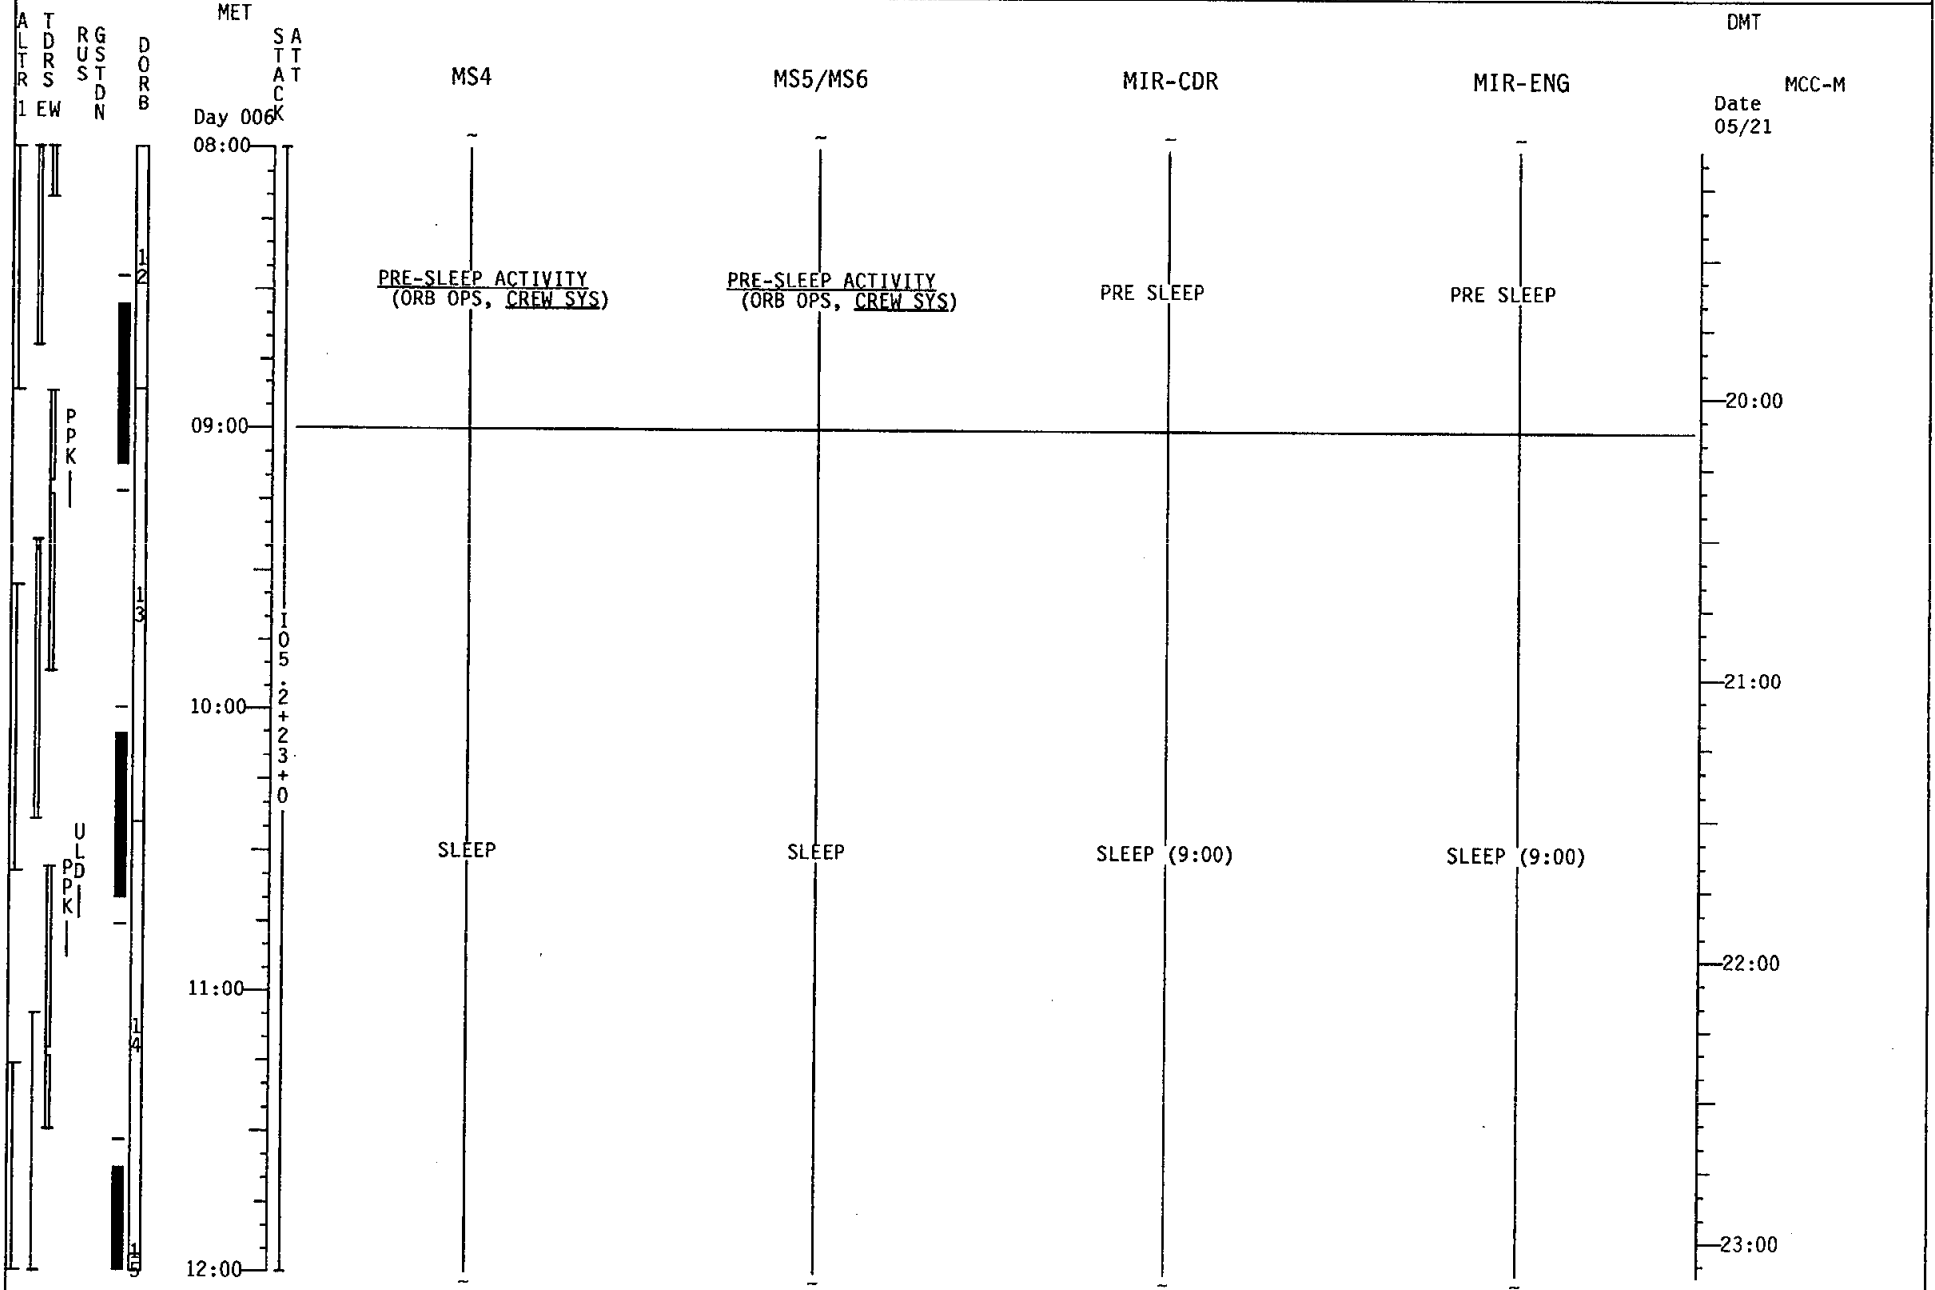 MET
DMT
ALTR 1
TDRS EW
RUS
GSTDN
DORB
STACK
ATT
MS4
MS5/MS6
MIR-CDR
MIR-ENG
MCC-M
Day 006
Date
05/21
08:00
12
PRE-SLEEP ACTIVITY
(ORB OPS, CREW SYS)
PRE-SLEEP ACTIVITY
(ORB OPS, CREW SYS)
PRE SLEEP
PRE SLEEP
20:00
PPK
09:00
13
I05.2+23+0
21:00
10:00
ULD
PPK
SLEEP
SLEEP
SLEEP (9:00)
SLEEP (9:00)
22:00
11:00
14
15
12:00
23:00